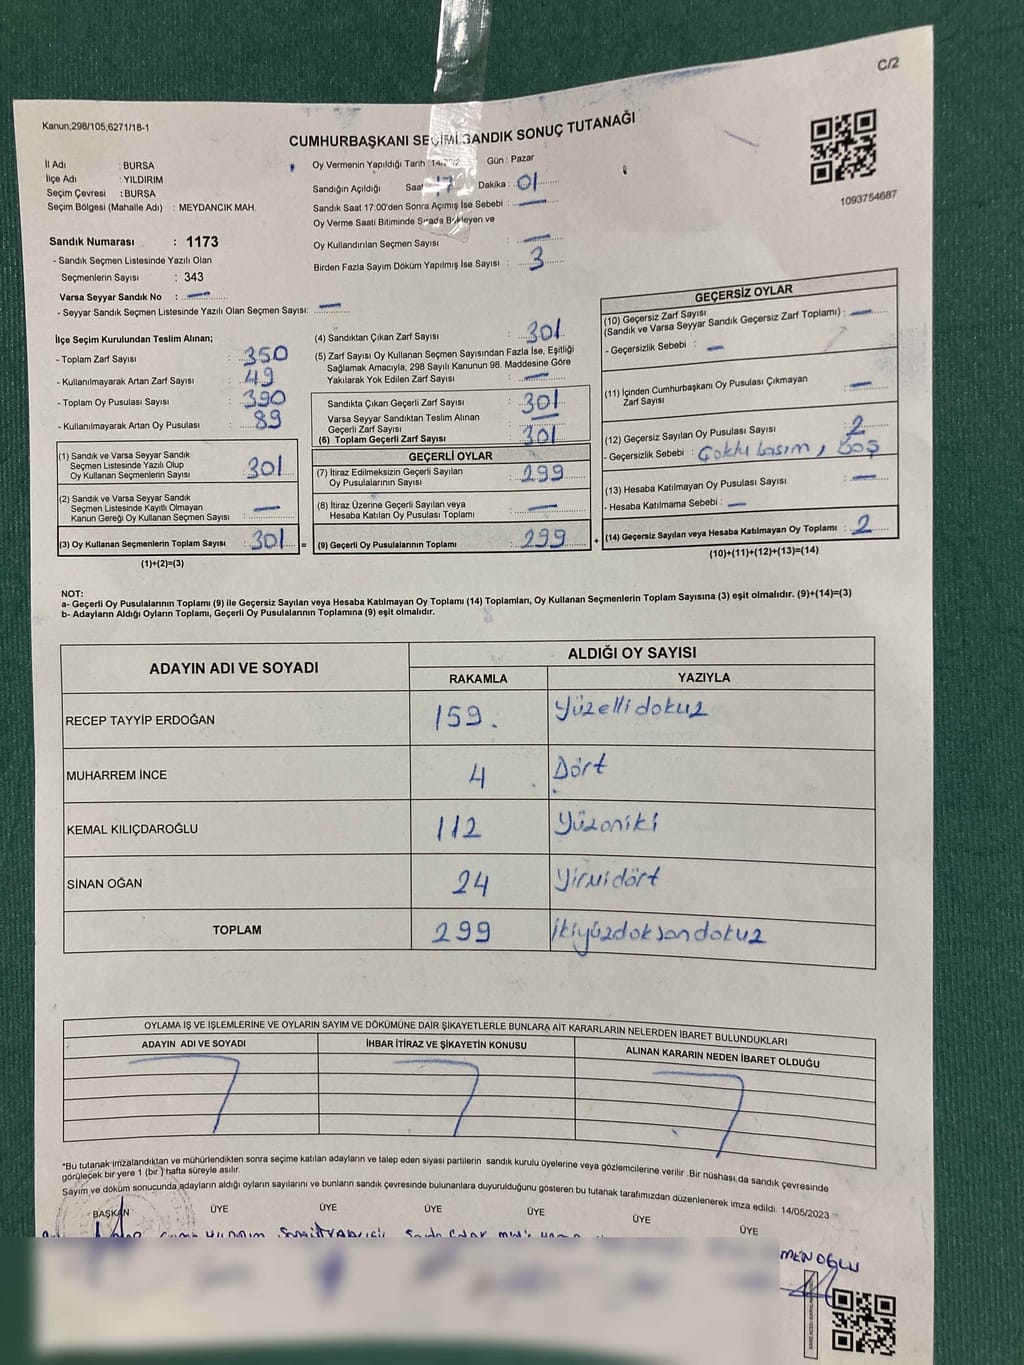 C/2
Kanun;298/105;6271/18-1
CUMHURBAŞKANI SEÇİMİ SANDIK SONUÇ TUTANAĞI
1093754687
İl Adı : BURSA
İlçe Adı : YILDIRIM
Seçim Çevresi : BURSA
Seçim Bölgesi (Mahalle Adı) : MEYDANCIK MAH.
Sandık Numarası : 1173
- Sandık Seçmen Listesinde Yazılı Olan
Seçmenlerin Sayısı : 343
Varsa Seyyar Sandık No : —
- Seyyar Sandık Seçmen Listesinde Yazılı Olan Seçmen Sayısı: —
Oy Vermenin Yapıldığı Tarih : Gün : Pazar
Sandığın Açıldığı Saat 17 Dakika : 01
Sandık Saat 17:00'den Sonra Açmış İse Sebebi : —
Oy Verme Saati Bitiminde Sırada Bekleyen ve
Oy Kullandırılan Seçmen Sayısı : —
Birden Fazla Sayım Döküm Yapılmış İse Sayısı : 3
İlçe Seçim Kurulundan Teslim Alınan;
- Toplam Zarf Sayısı : 350
- Kullanılmayarak Artan Zarf Sayısı : 49
- Toplam Oy Pusulası Sayısı : 390
- Kullanılmayarak Artan Oy Pusulası : 89
(1) Sandık ve Varsa Seyyar Sandık
Seçmen Listesinde Yazılı Olup
Oy Kullanan Seçmenlerin Sayısı : 301
(2) Sandık ve Varsa Seyyar Sandık
Seçmen Listesinde Kayıtlı Olmayan
Kanun Gereği Oy Kullanan Seçmen Sayısı : —
(3) Oy Kullanan Seçmenlerin Toplam Sayısı : 301 =
(1)+(2)=(3)
(4) Sandıktan Çıkan Zarf Sayısı : 301
(5) Zarf Sayısı Oy Kullanan Seçmen Sayısından Fazla İse, Eşitliği
Sağlamak Amacıyla; 298 Sayılı Kanunun 98. Maddesine Göre
Yakılarak Yok Edilen Zarf Sayısı : —
Sandıkta Çıkan Geçerli Zarf Sayısı : 301
Varsa Seyyar Sandıktan Teslim Alınan
Geçerli Zarf Sayısı : —
(6) Toplam Geçerli Zarf Sayısı : 301
GEÇERLİ OYLAR
(7) İtiraz Edilmeksizin Geçerli Sayılan
Oy Pusulalarının Sayısı : 299
(8) İtiraz Üzerine Geçerli Sayılan veya
Hesaba Katılan Oy Pusulası Toplamı : —
(9) Geçerli Oy Pusulalarının Toplamı : 299 +
GEÇERSİZ OYLAR
(10) Geçersiz Zarf Sayısı
(Sandık ve Varsa Seyyar Sandık Geçersiz Zarf Toplamı) : —
- Geçersizlik Sebebi : —
(11) İçinden Cumhurbaşkanı Oy Pusulası Çıkmayan
Zarf Sayısı : —
(12) Geçersiz Sayılan Oy Pusulası Sayısı : 2
- Geçersizlik Sebebi : Çoklu basım, Boş
(13) Hesaba Katılmayan Oy Pusulası Sayısı : —
- Hesaba Katılmama Sebebi : —
(14) Geçersiz Sayılan veya Hesaba Katılmayan Oy Toplamı : 2
(10)+(11)+(12)+(13)=(14)
NOT:
a- Geçerli Oy Pusulalarının Toplamı (9) ile Geçersiz Sayılan veya Hesaba Katılmayan Oy Toplamı (14) Toplamları, Oy Kullanan Seçmenlerin Toplam Sayısına (3) eşit olmalıdır. (9)+(14)=(3)
b- Adayların Aldığı Oyların Toplamı, Geçerli Oy Pusulalarının Toplamına (9) eşit olmalıdır.
ADAYIN ADI VE SOYADI ALDIĞI OY SAYISI
RAKAMLA YAZIYLA
RECEP TAYYİP ERDOĞAN 159. Yüzellidokuz
MUHARREM İNCE 4 Dört
KEMAL KILIÇDAROĞLU 112 Yüzoniki
SİNAN OĞAN 24 Yirmidört
TOPLAM 299 İkiyüzdoksandokuz
OYLAMA İŞ VE İŞLEMLERİNE VE OYLARIN SAYIM VE DÖKÜMÜNE DAİR ŞİKAYETLERLE BUNLARA AİT KARARLARIN NELERDEN İBARET BULUNDUKLARI
ADAYIN ADI VE SOYADI İHBAR İTİRAZ VE ŞİKAYETİN KONUSU ALINAN KARARIN NEDEN İBARET OLDUĞU
*Bu tutanak imzalandıktan ve mühürlendikten sonra seçime katılan adayların ve talep eden siyasi partilerin sandık kurulu üyelerine veya gözlemcilerine verilir. Bir nüshası da sandık çevresinde
görülecek bir yere 1 (bir ) hafta süreyle asılır.
Sayım ve döküm sonucunda adayların aldığı oyların sayılarını ve bunların sandık çevresinde bulunanlara duyurulduğunu gösteren bu tutanak tarafımızdan düzenlenerek imza edildi. 14/05/2023
BAŞKAN ÜYE ÜYE ÜYE ÜYE ÜYE ÜYE
MENOĞLU